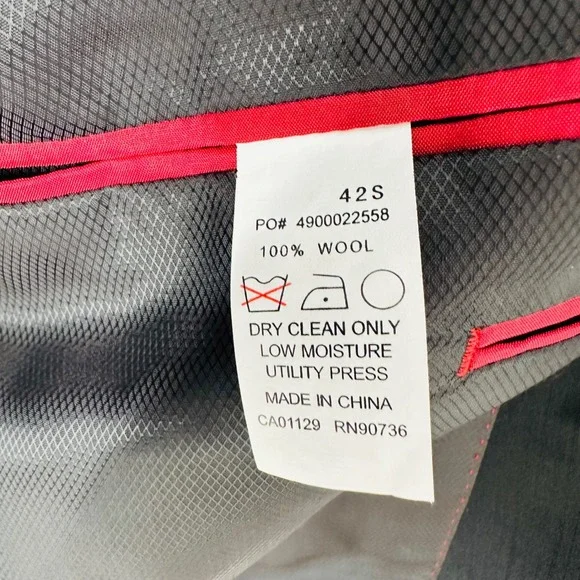 42S
PO# 4900022558
100% WOOL
DRY CLEAN ONLY
LOW MOISTURE
UTILITY PRESS
MADE IN CHINA
CA01129 RN90736